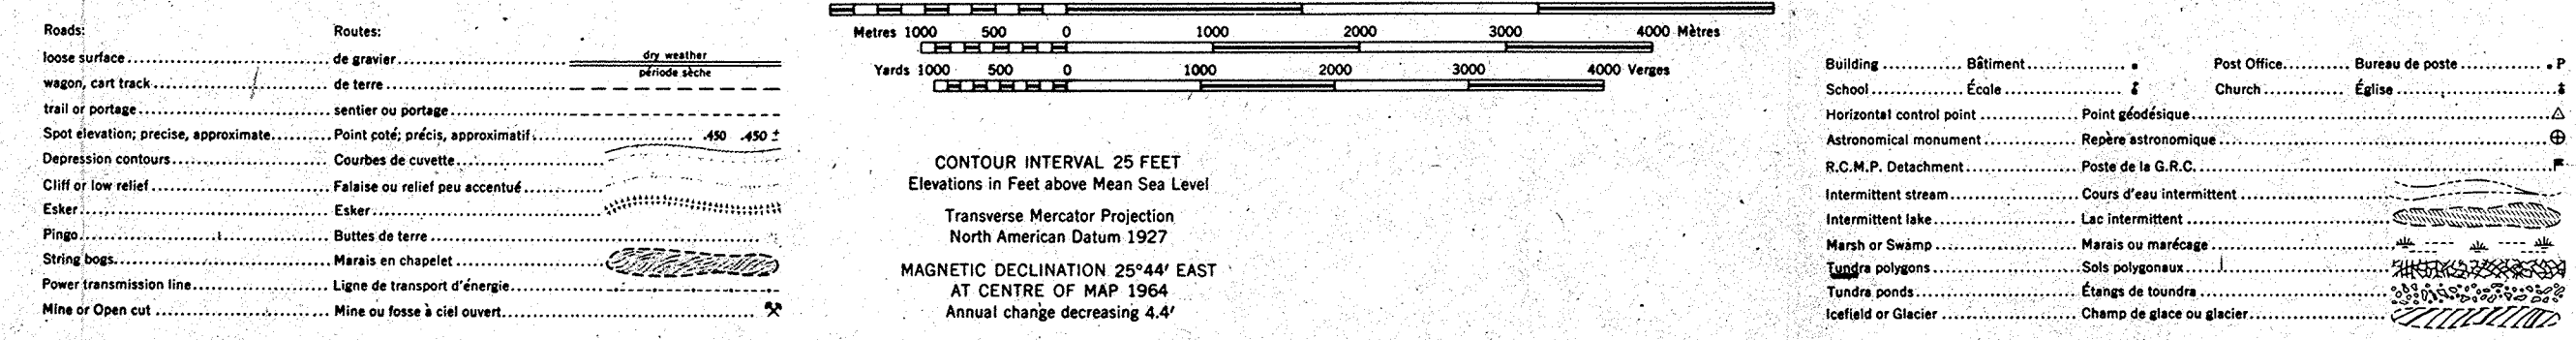 Roads: Routes:
loose surface de gravier dry weather
période sèche
wagon, cart track de terre
trail or portage sentier ou portage
Spot elevation; precise, approximate Point coté; précis, approximatif .450 .450 ±
Depression contours Courbes de cuvette
Cliff or low relief Falaise ou relief peu accentué
Esker Esker
Pingo Buttes de terre
String bogs Marais en chapelet
Power transmission line Ligne de transport d'énergie
Mine or Open cut Mine ou fosse à ciel ouvert
Metres 1000 500 0 1000 2000 3000 4000 Mètres
Yards 1000 500 0 1000 2000 3000 4000 Verges
CONTOUR INTERVAL 25 FEET
Elevations in Feet above Mean Sea Level
Transverse Mercator Projection
North American Datum 1927
MAGNETIC DECLINATION 25°44' EAST
AT CENTRE OF MAP 1964
Annual change decreasing 4.4'
Building Bâtiment Post Office Bureau de poste P
School École Church Église
Horizontal control point Point géodésique
Astronomical monument Repère astronomique
R.C.M.P. Detachment Poste de la G.R.C.
Intermittent stream Cours d'eau intermittent
Intermittent lake Lac intermittent
Marsh or Swamp Marais ou marécage
Tundra polygons Sols polygonaux
Tundra ponds Étangs de toundra
Icefield or Glacier Champ de glace ou glacier